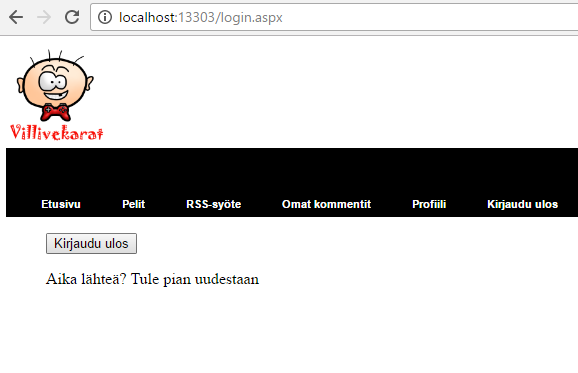 localhost:13303/login.aspx
Villivekarat
Etusivu Pelit RSS-syöte Omat kommentit Profiili Kirjaudu ulos
Kirjaudu ulos
Aika lähteä? Tule pian uudestaan